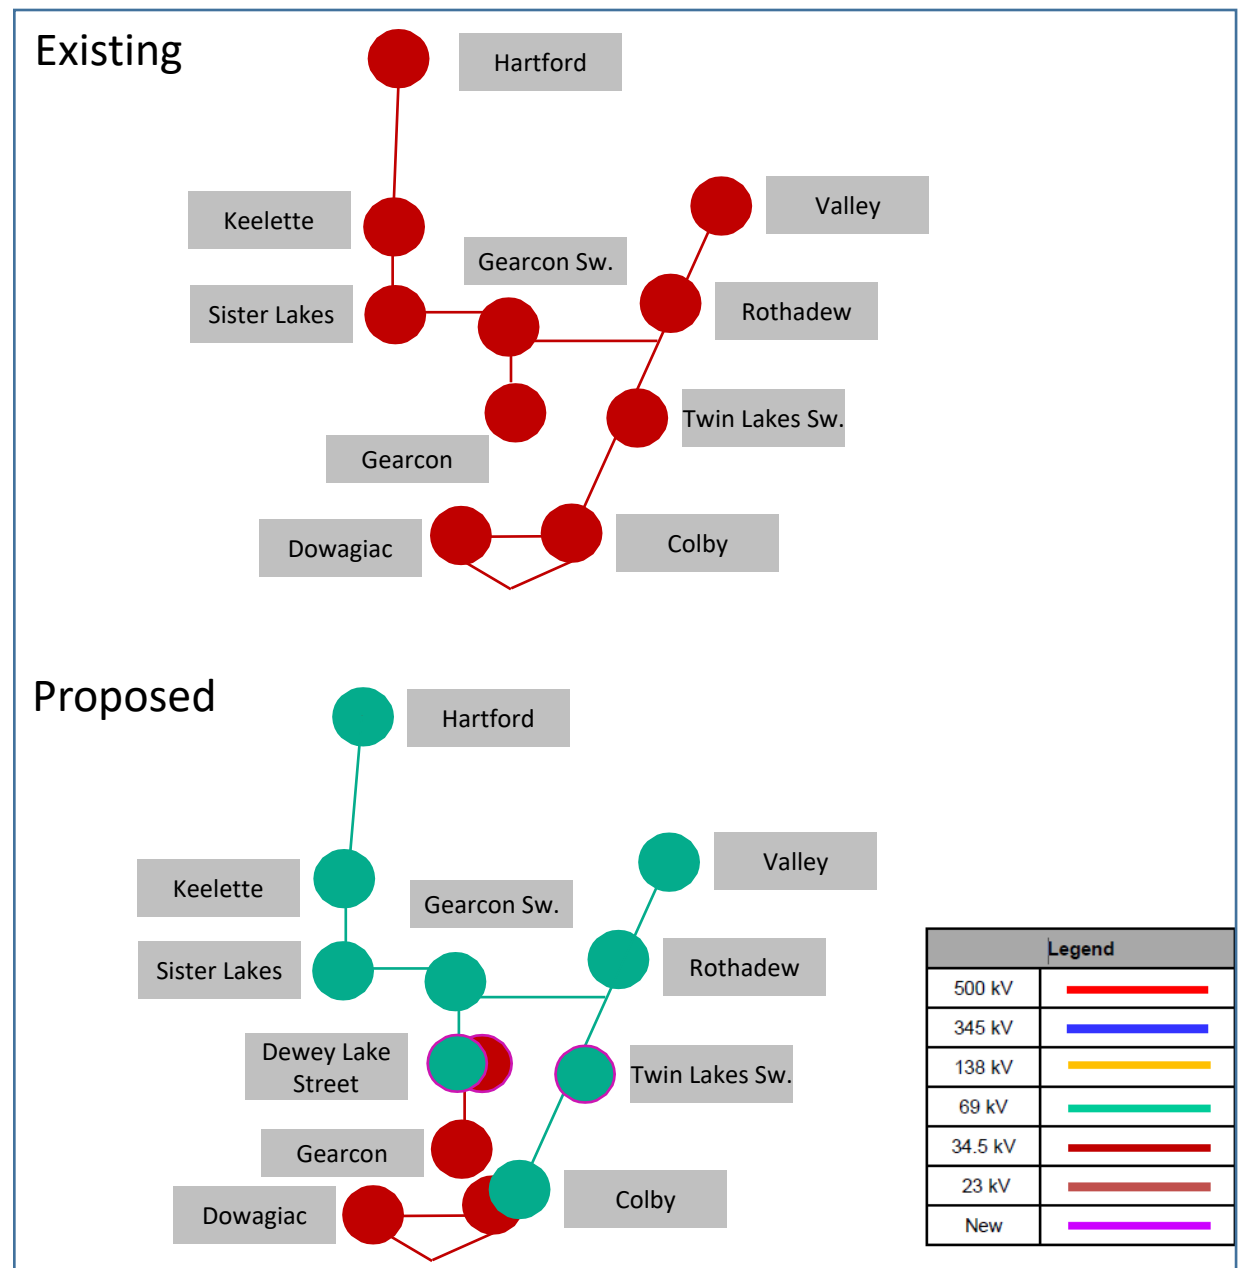 Existing
Hartford
Keelette
Valley
Gearcon Sw.
Sister Lakes
Rothadew
Twin Lakes Sw.
Gearcon
Dowagiac
Colby
Proposed
Hartford
Keelette
Valley
Gearcon Sw.
Sister Lakes
Rothadew
Dewey Lake
Street
Twin Lakes Sw.
Gearcon
Dowagiac
Colby
Legend
500 kV
345 kV
138 kV
69 kV
34.5 kV
23 kV
New